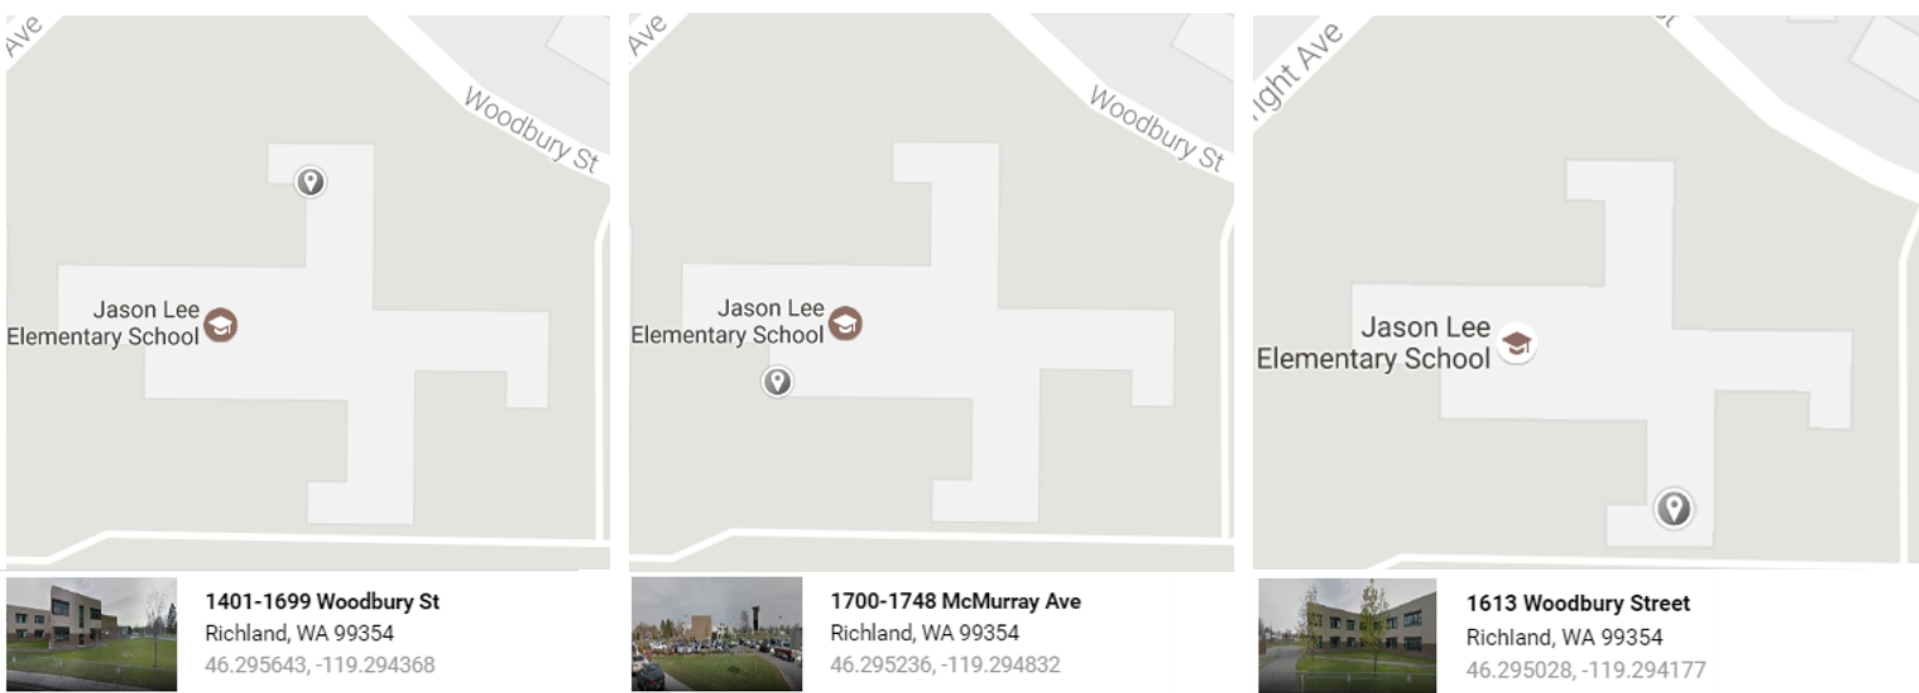 Ave
Woodbury St
Jason Lee
Elementary School
1401-1699 Woodbury St
Richland, WA 99354
46.295643, -119.294368
Ave
Woodbury St
Jason Lee
Elementary School
1700-1748 McMurray Ave
Richland, WA 99354
46.295236, -119.294832
ight Ave
St
Jason Lee
Elementary School
1613 Woodbury Street
Richland, WA 99354
46.295028, -119.294177